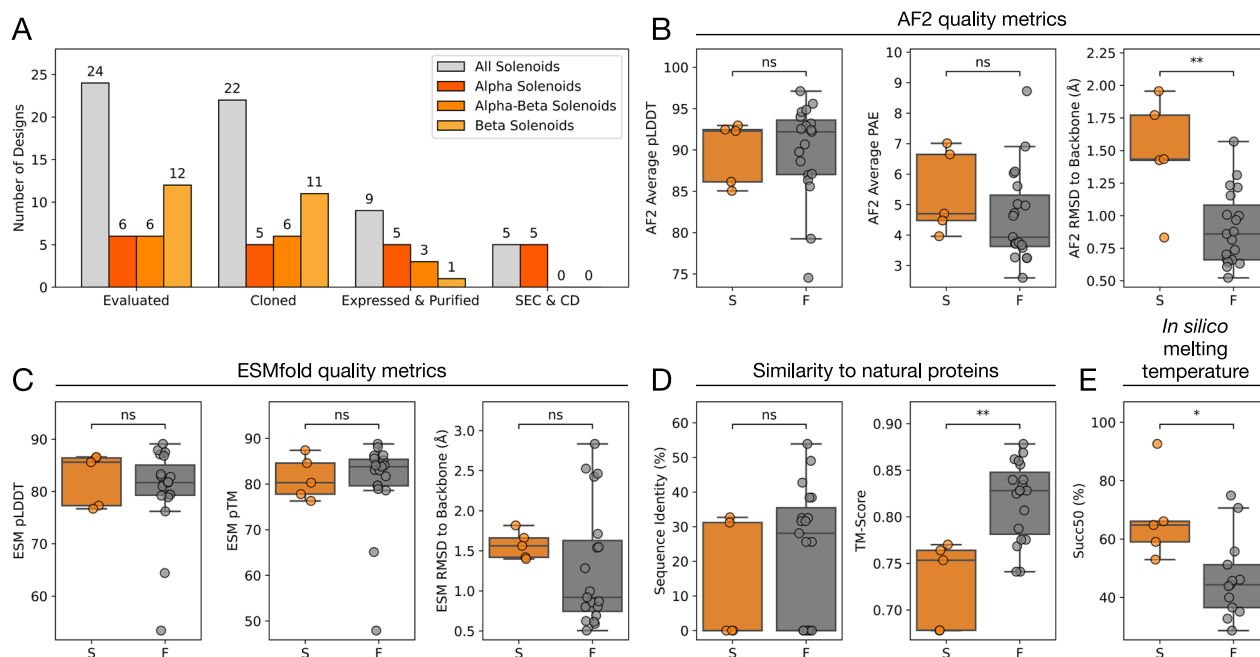 A
Number of Designs
25
20
15
10
5
0
24
6
6
12
22
5
6
11
9
5
3
1
5
5
0
0
Evaluated
Cloned
Expressed & Purified
SEC & CD
All Solenoids
Alpha Solenoids
Alpha-Beta Solenoids
Beta Solenoids
B
AF2 quality metrics
AF2 Average pLDDT
100
95
90
85
80
75
ns
S
F
AF2 Average PAE
10
9
8
7
6
5
4
3
ns
S
F
AF2 RMSD to Backbone (Å)
2.25
2.00
1.75
1.50
1.25
1.00
0.75
0.50
**
S
F
C
ESMfold quality metrics
ESM pLDDT
90
80
70
60
ns
S
F
ESM pTM
90
80
70
60
50
ns
S
F
ESM RMSD to Backbone (Å)
3.0
2.5
2.0
1.5
1.0
0.5
ns
S
F
D
Similarity to natural proteins
Sequence Identity (%)
60
50
40
30
20
10
0
ns
S
F
TM-Score
0.90
0.85
0.80
0.75
0.70
**
S
F
E
In silico
melting
temperature
Succ50 (%)
100
80
60
40
*
S
F